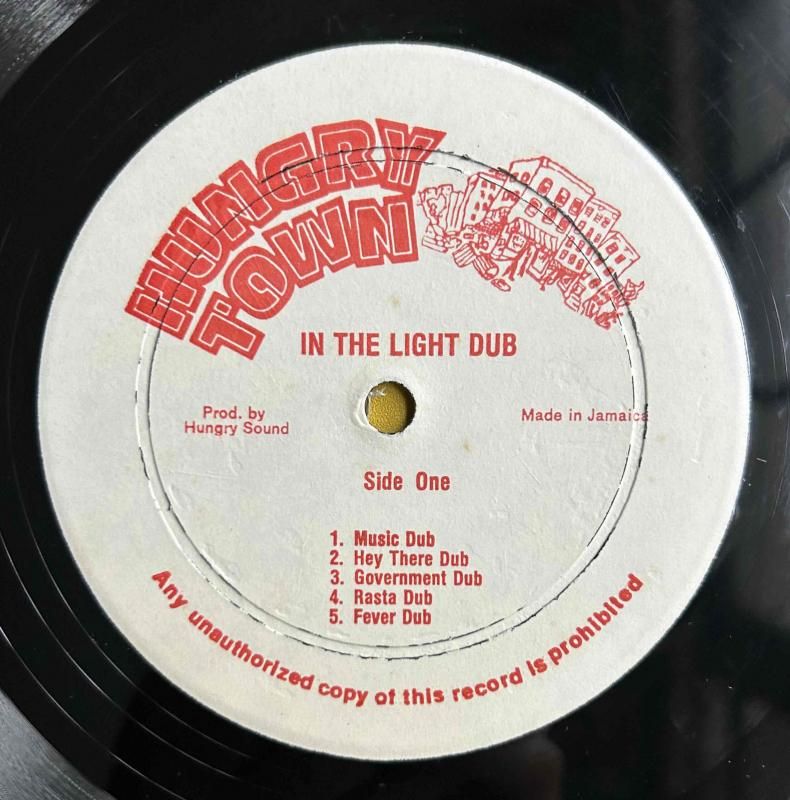 HUNGRY
TOWN
IN THE LIGHT DUB
Prod. by
Hungry Sound
Made in Jamaica
Side One
1. Music Dub
2. Hey There Dub
3. Government Dub
4. Rasta Dub
5. Fever Dub
Any unauthorized copy of this record is prohibited